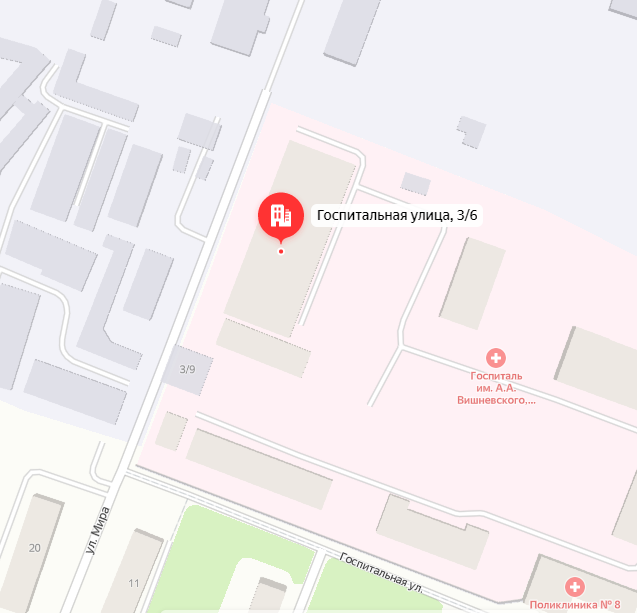 Госпитальная улица, 3/6
3/9
Госпиталь
им. А.А.
Вишневского,...
ул. Мира
20
11
Госпитальная ул.
Поликлиника № 8